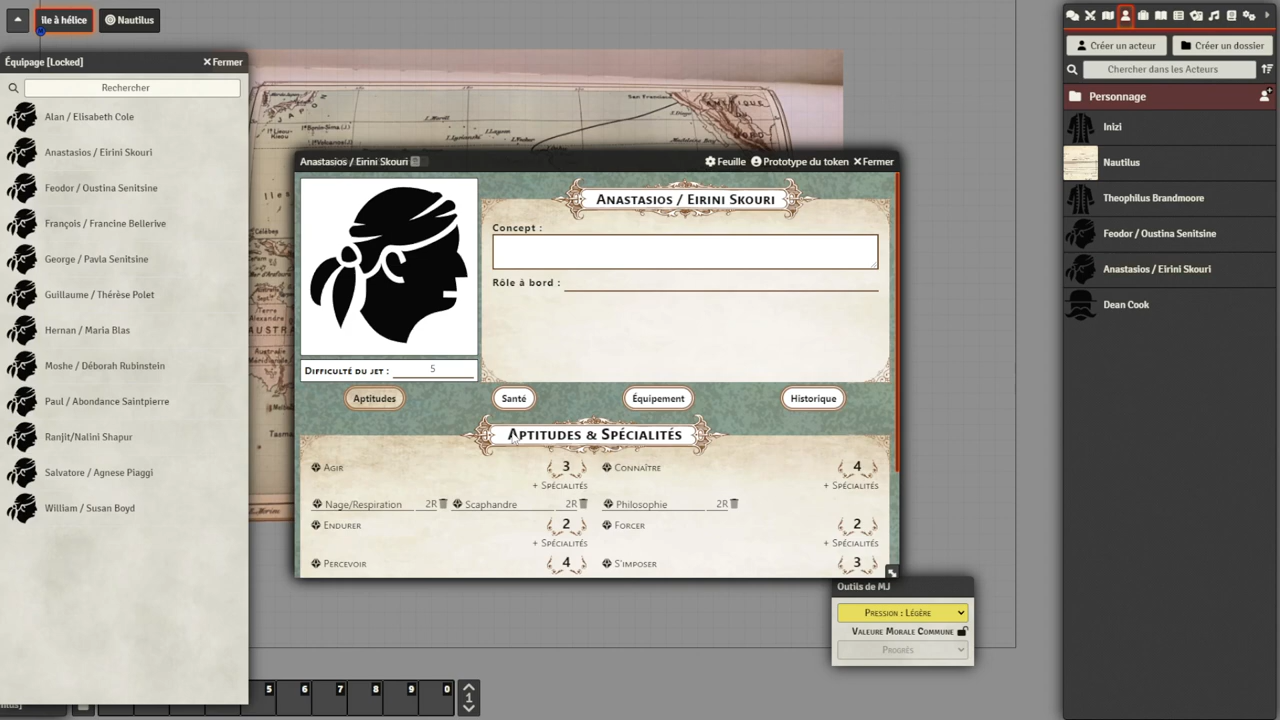 ile à hélice
Nautilus
Créer un acteur
Créer un dossier
Chercher dans les Acteurs
Personnage
Inizi
Nautilus
Theophilus Brandmoore
Feodor / Oustina Senitsine
Anastasios / Eirini Skouri
Dean Cook
Équipage [Locked]
Fermer
Rechercher
Alan / Elisabeth Cole
Anastasios / Eirini Skouri
Feodor / Oustina Senitsine
François / Francine Bellerive
George / Pavla Senitsine
Guillaume / Thérèse Polet
Hernan / Maria Blas
Moshe / Déborah Rubinstein
Paul / Abondance Saintpierre
Ranjit/Nalini Shapur
Salvatore / Agnese Piaggi
William / Susan Boyd
Anastasios / Eirini Skouri
Feuille
Prototype du token
Fermer
Anastasios / Eirini Skouri
Concept :
Rôle à bord :
Difficulté du jet : 5
Aptitudes
Santé
Équipement
Historique
Aptitudes & Spécialités
Agir 3
Connaître 4
+ Spécialités
+ Spécialités
Nage/Respiration 2R
Scaphandre 2R
Philosophie 2R
Endurer 2
Forcer 2
+ Spécialités
+ Spécialités
Percevoir 4
S'imposer 3
Outils de MJ
Pression : Légère
Valeure Morale Commune
Progrès
5 6 7 8 9 0
1
San Francisco